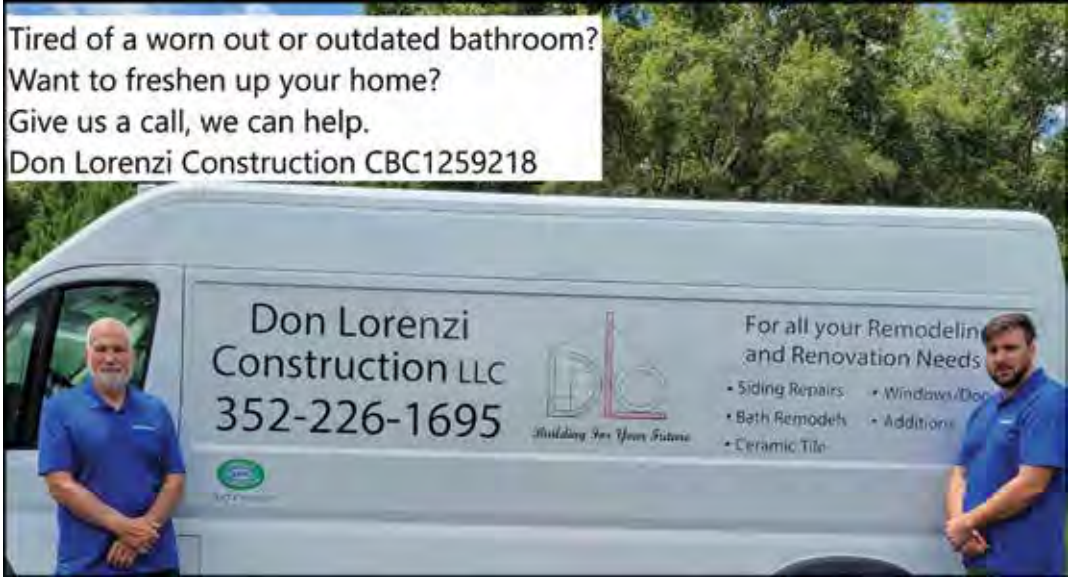 Tired of a worn out or outdated bathroom?
Want to freshen up your home?
Give us a call, we can help.
Don Lorenzi Construction CBC1259218
Don Lorenzi
Construction LLC
352-226-1695
DLC
Building For Your Future
For all your Remodeling
and Renovation Needs
• Siding Repairs
• Bath Remodels
• Ceramic Tile
• Windows/Doo
• Additions